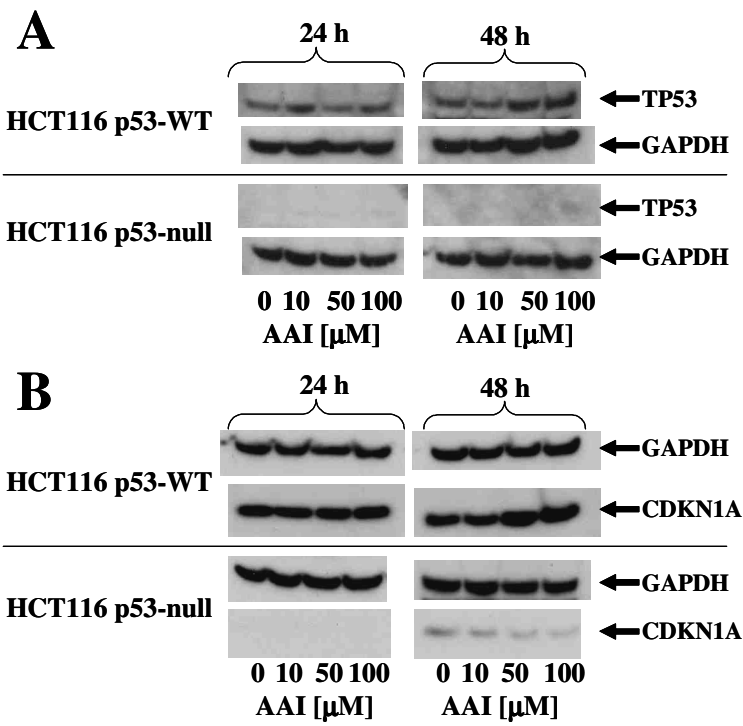 A
24 h
48 h
HCT116 p53-WT
TP53
GAPDH
HCT116 p53-null
TP53
GAPDH
0 10 50 100
0 10 50 100
AAI [μM]
AAI [μM]
B
24 h
48 h
HCT116 p53-WT
GAPDH
CDKN1A
HCT116 p53-null
GAPDH
CDKN1A
0 10 50 100
0 10 50 100
AAI [μM]
AAI [μM]